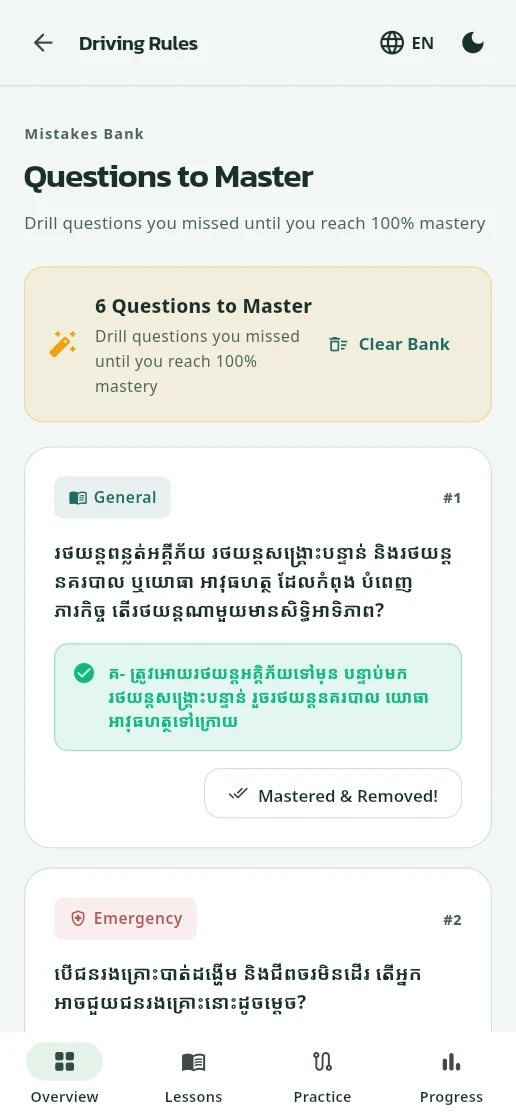 Driving Rules
EN
Mistakes Bank
Questions to Master
Drill questions you missed until you reach 100% mastery
6 Questions to Master
Drill questions you missed
until you reach 100%
mastery
Clear Bank
General
#1
រថយន្តពន្លត់អគ្គីភ័យ រថយន្តសង្គ្រោះបន្ទាន់ និងរថយន្ត
នគរបាល ឬយោធា អាវុធហត្ថ ដែលកំពុង បំពេញ
ភារកិច្ច តើរថយន្តណាមួយមានសិទ្ធិអាទិភាព?
គ- ត្រូវអោយរថយន្តអគ្គិភ័យទៅមុន បន្ទាប់មក
រថយន្តសង្គ្រោះបន្ទាន់ រួចរថយន្តនគរបាល យោធា
អាវុធហត្ថទៅក្រោយ
Mastered & Removed!
Emergency
#2
បើជនរងគ្រោះបាត់ដង្ហើម និងជីពចរមិនដើរ តើអ្នក
អាចជួយជនរងគ្រោះនោះដូចម្តេច?
Overview
Lessons
Practice
Progress